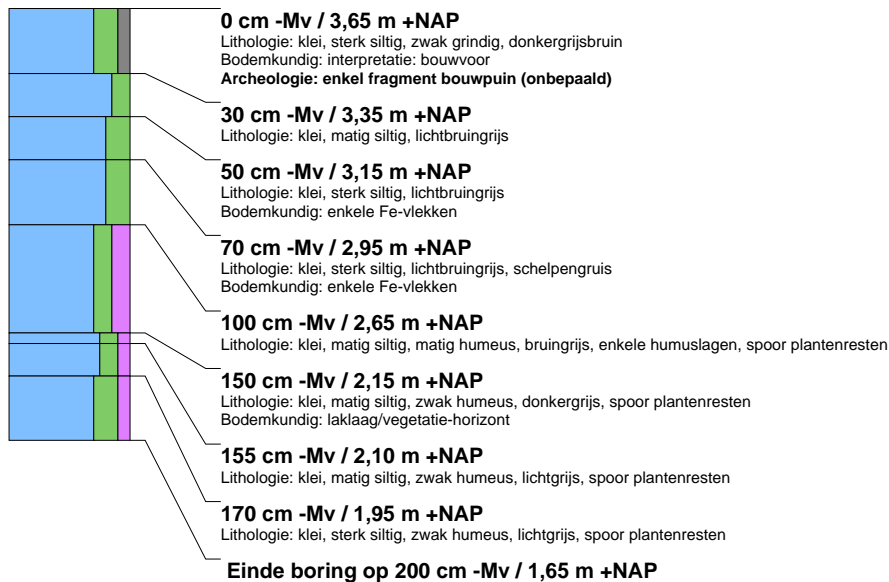 0 cm -Mv / 3,65 m +NAP
Lithologie: klei, sterk siltig, zwak grindig, donkergrijsbruin
Bodemkundig: interpretatie: bouwvoor
Archeologie: enkel fragment bouwpuin (onbepaald)
30 cm -Mv / 3,35 m +NAP
Lithologie: klei, matig siltig, lichtbruingrijs
50 cm -Mv / 3,15 m +NAP
Lithologie: klei, sterk siltig, lichtbruingrijs
Bodemkundig: enkele Fe-vlekken
70 cm -Mv / 2,95 m +NAP
Lithologie: klei, sterk siltig, lichtbruingrijs, schelpengruis
Bodemkundig: enkele Fe-vlekken
100 cm -Mv / 2,65 m +NAP
Lithologie: klei, matig siltig, matig humeus, bruingrijs, enkele humuslagen, spoor plantenresten
150 cm -Mv / 2,15 m +NAP
Lithologie: klei, matig siltig, zwak humeus, donkergrijs, spoor plantenresten
Bodemkundig: laklaag/vegetatie-horizont
155 cm -Mv / 2,10 m +NAP
Lithologie: klei, matig siltig, zwak humeus, lichtgrijs, spoor plantenresten
170 cm -Mv / 1,95 m +NAP
Lithologie: klei, sterk siltig, zwak humeus, lichtgrijs, spoor plantenresten
Einde boring op 200 cm -Mv / 1,65 m +NAP